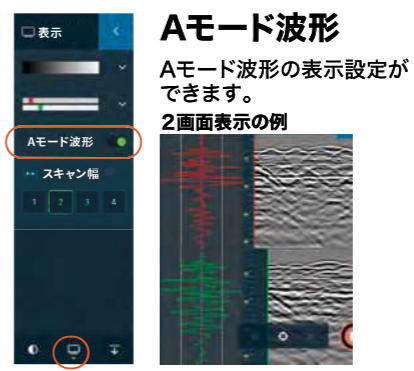 表示
Aモード波形
スキャン幅
1 2 3 4
Aモード波形
Aモード波形の表示設定が
できます。
2画面表示の例